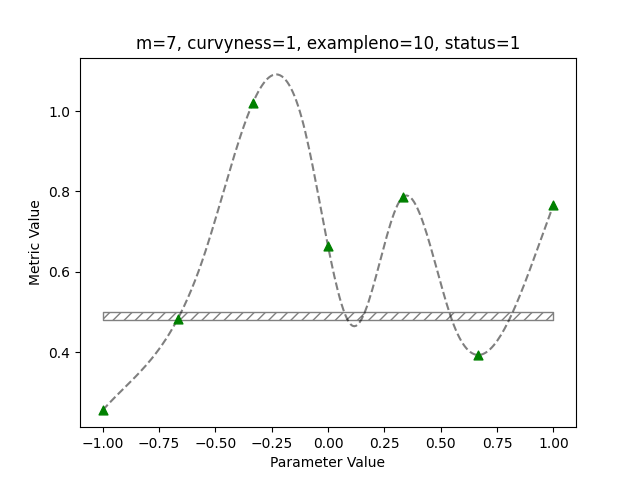 m=7, curvyness=1, exampleno=10, status=1
Metric Value
1.0
0.8
0.6
0.4
−1.00 −0.75 −0.50 −0.25 0.00 0.25 0.50 0.75 1.00
Parameter Value